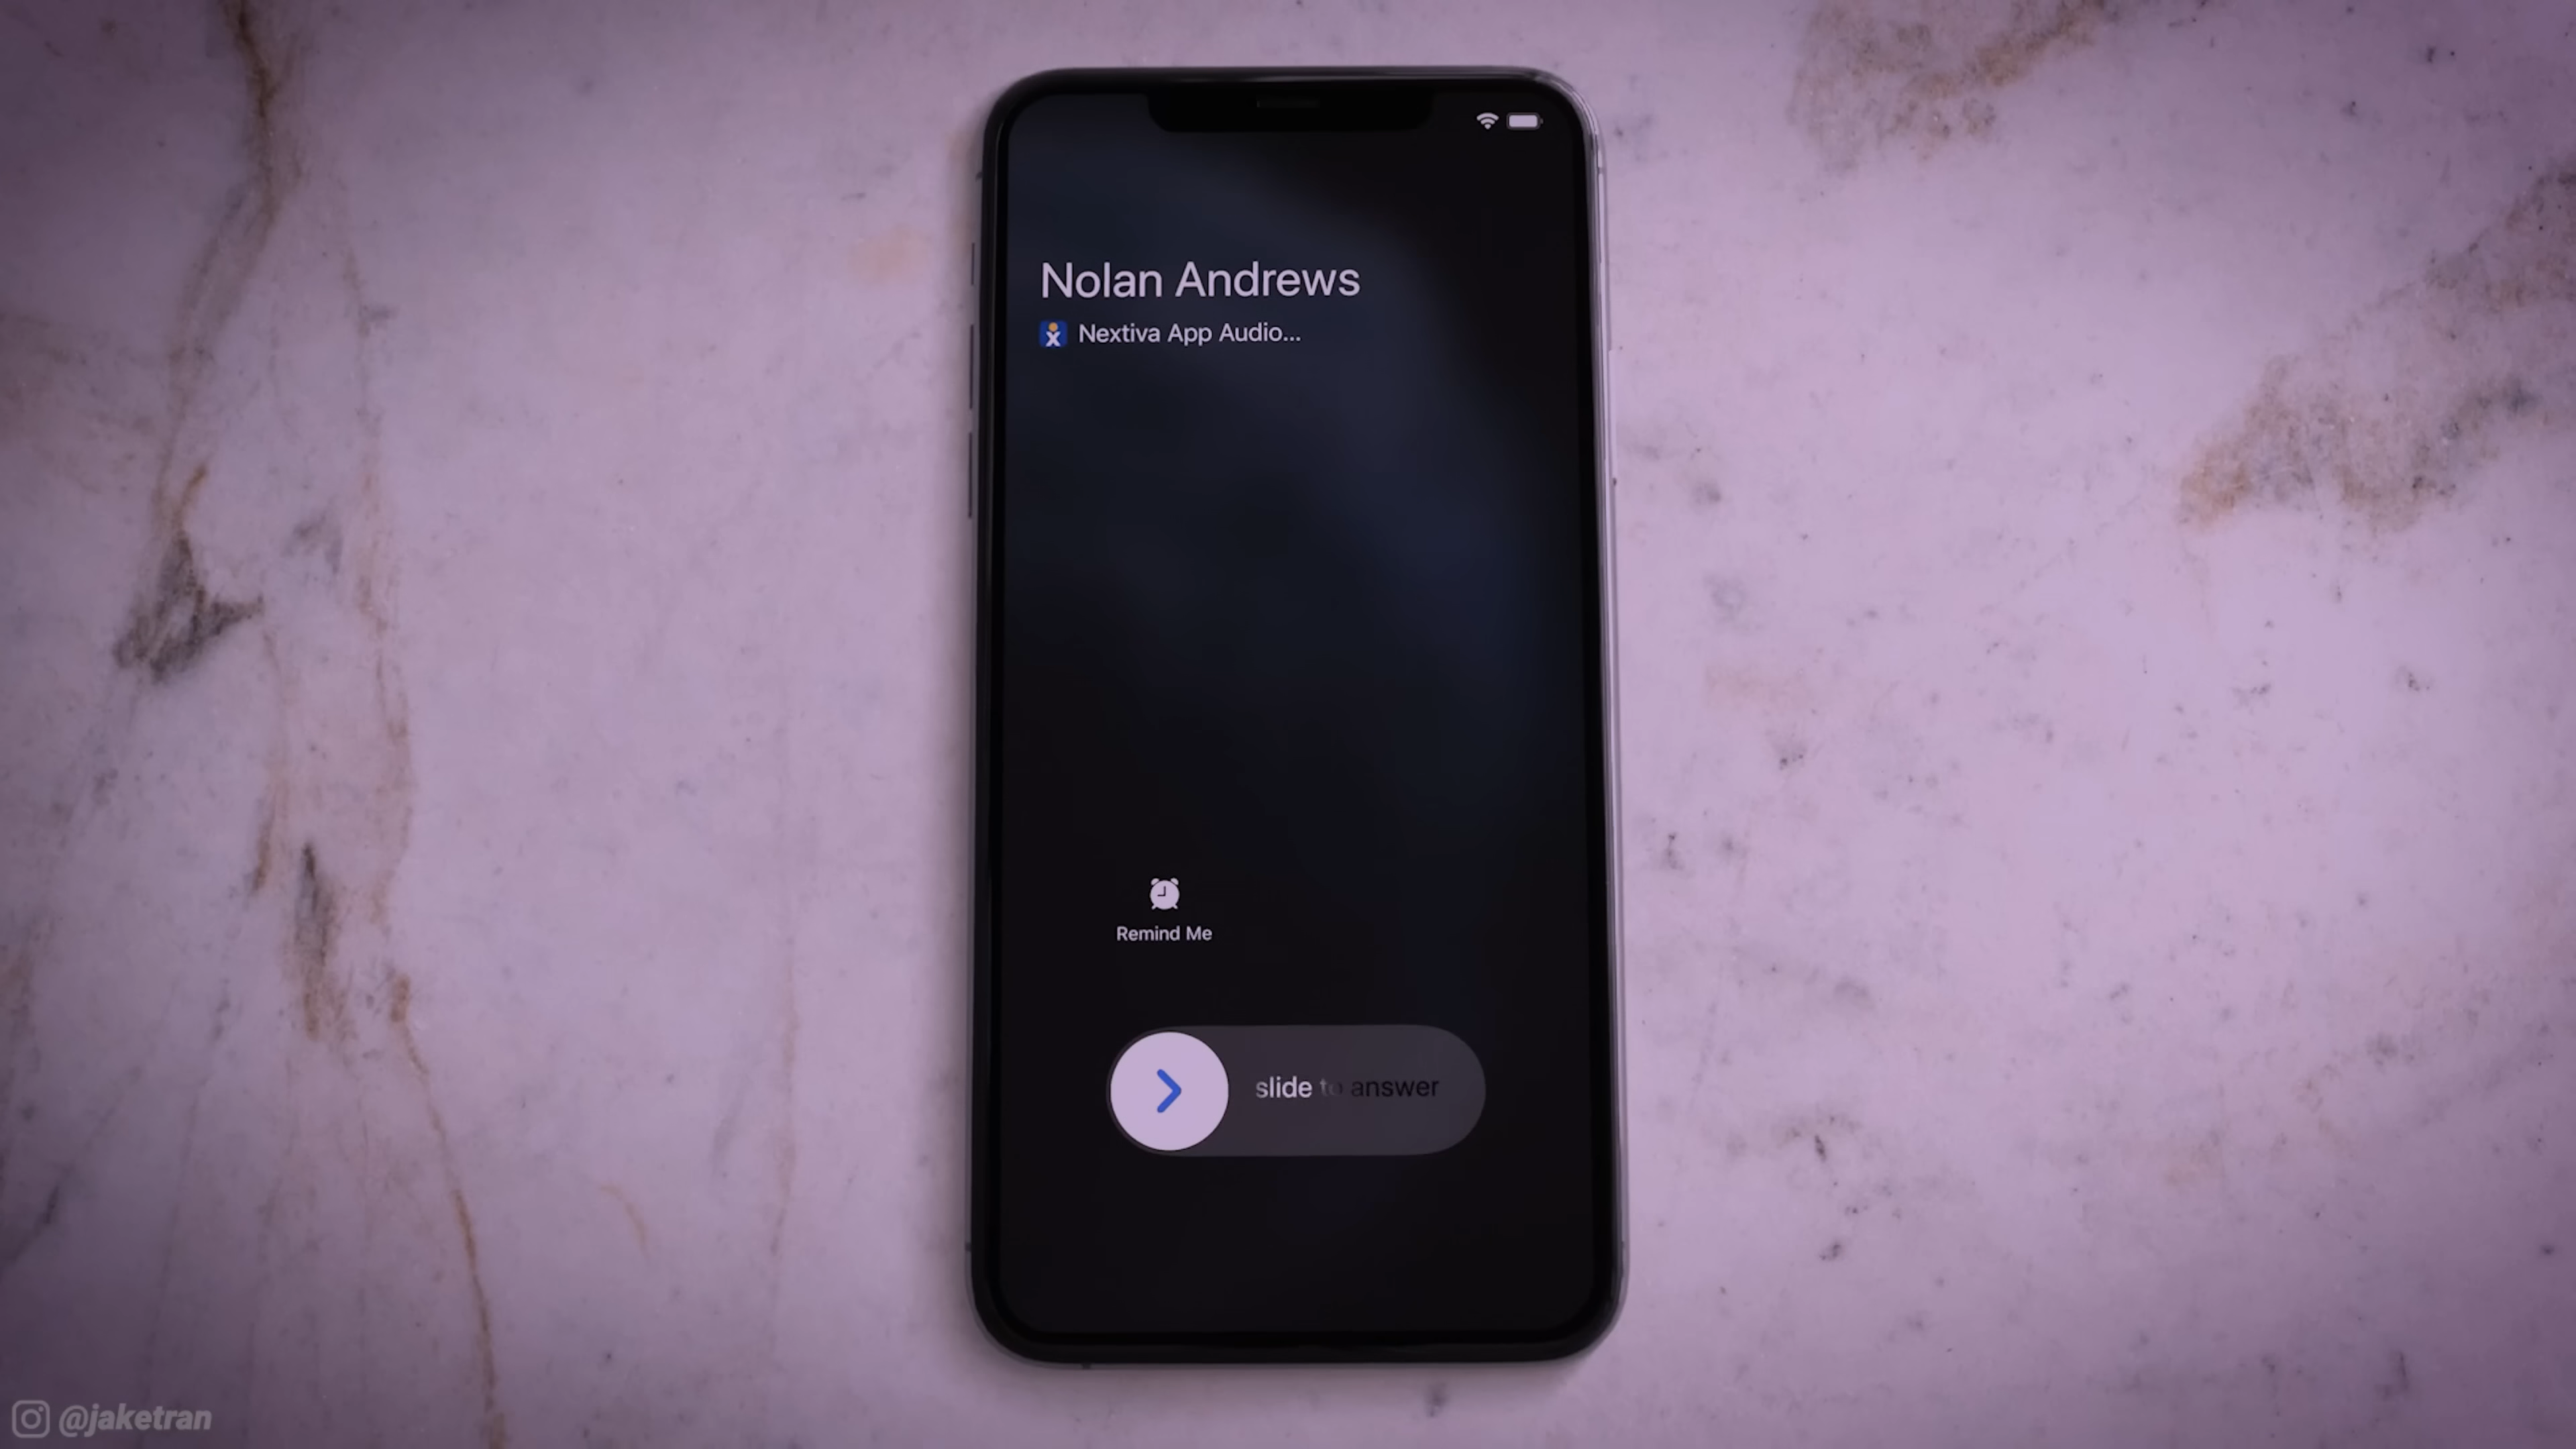 Nolan Andrews
Nextiva App Audio...
Remind Me
slide to answer
@jaketran